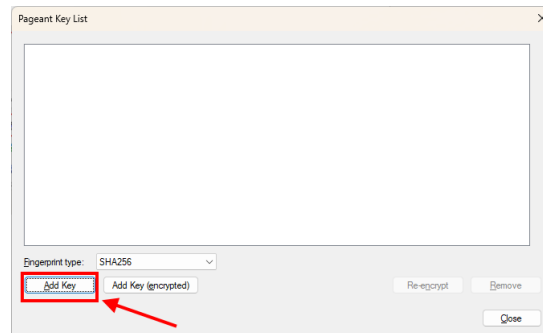 Pageant Key List
Fingerprint type: SHA256
Add Key Add Key (encrypted) Re-encrypt Remove
Close